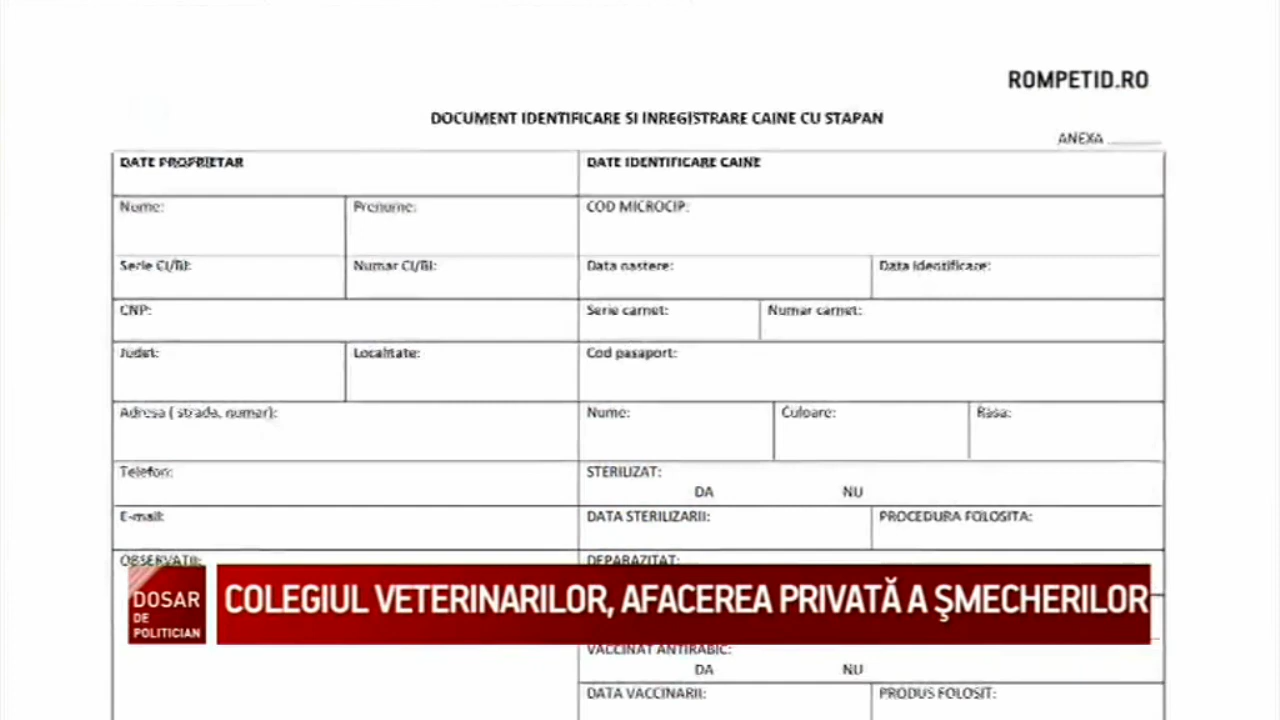 ROMPETID.RO
DOCUMENT IDENTIFICARE SI INREGISTRARE CAINE CU STAPAN
ANEXA ______
DATE PROPRIETAR
DATE IDENTIFICARE CAINE
Nume:
Prenume:
COD MICROCIP:
Serie CI/BI:
Numar CI/BI:
Data nastere:
Data identificare:
CNP:
Serie carnet:
Numar carnet:
Judet:
Localitate:
Cod pasaport:
Adresa ( strada, numar):
Nume:
Culoare:
Rasa:
Telefon:
STERILIZAT:
DA NU
E-mail:
DATA STERILIZARII:
PROCEDURA FOLOSITA:
OBSERVATII:
DEPARAZITAT:
DOSAR
DE
POLITICIAN
COLEGIUL VETERINARILOR, AFACEREA PRIVATĂ A ŞMECHERILOR
VACCINAT ANTIRABIC:
DA NU
DATA VACCINARII:
PRODUS FOLOSIT: